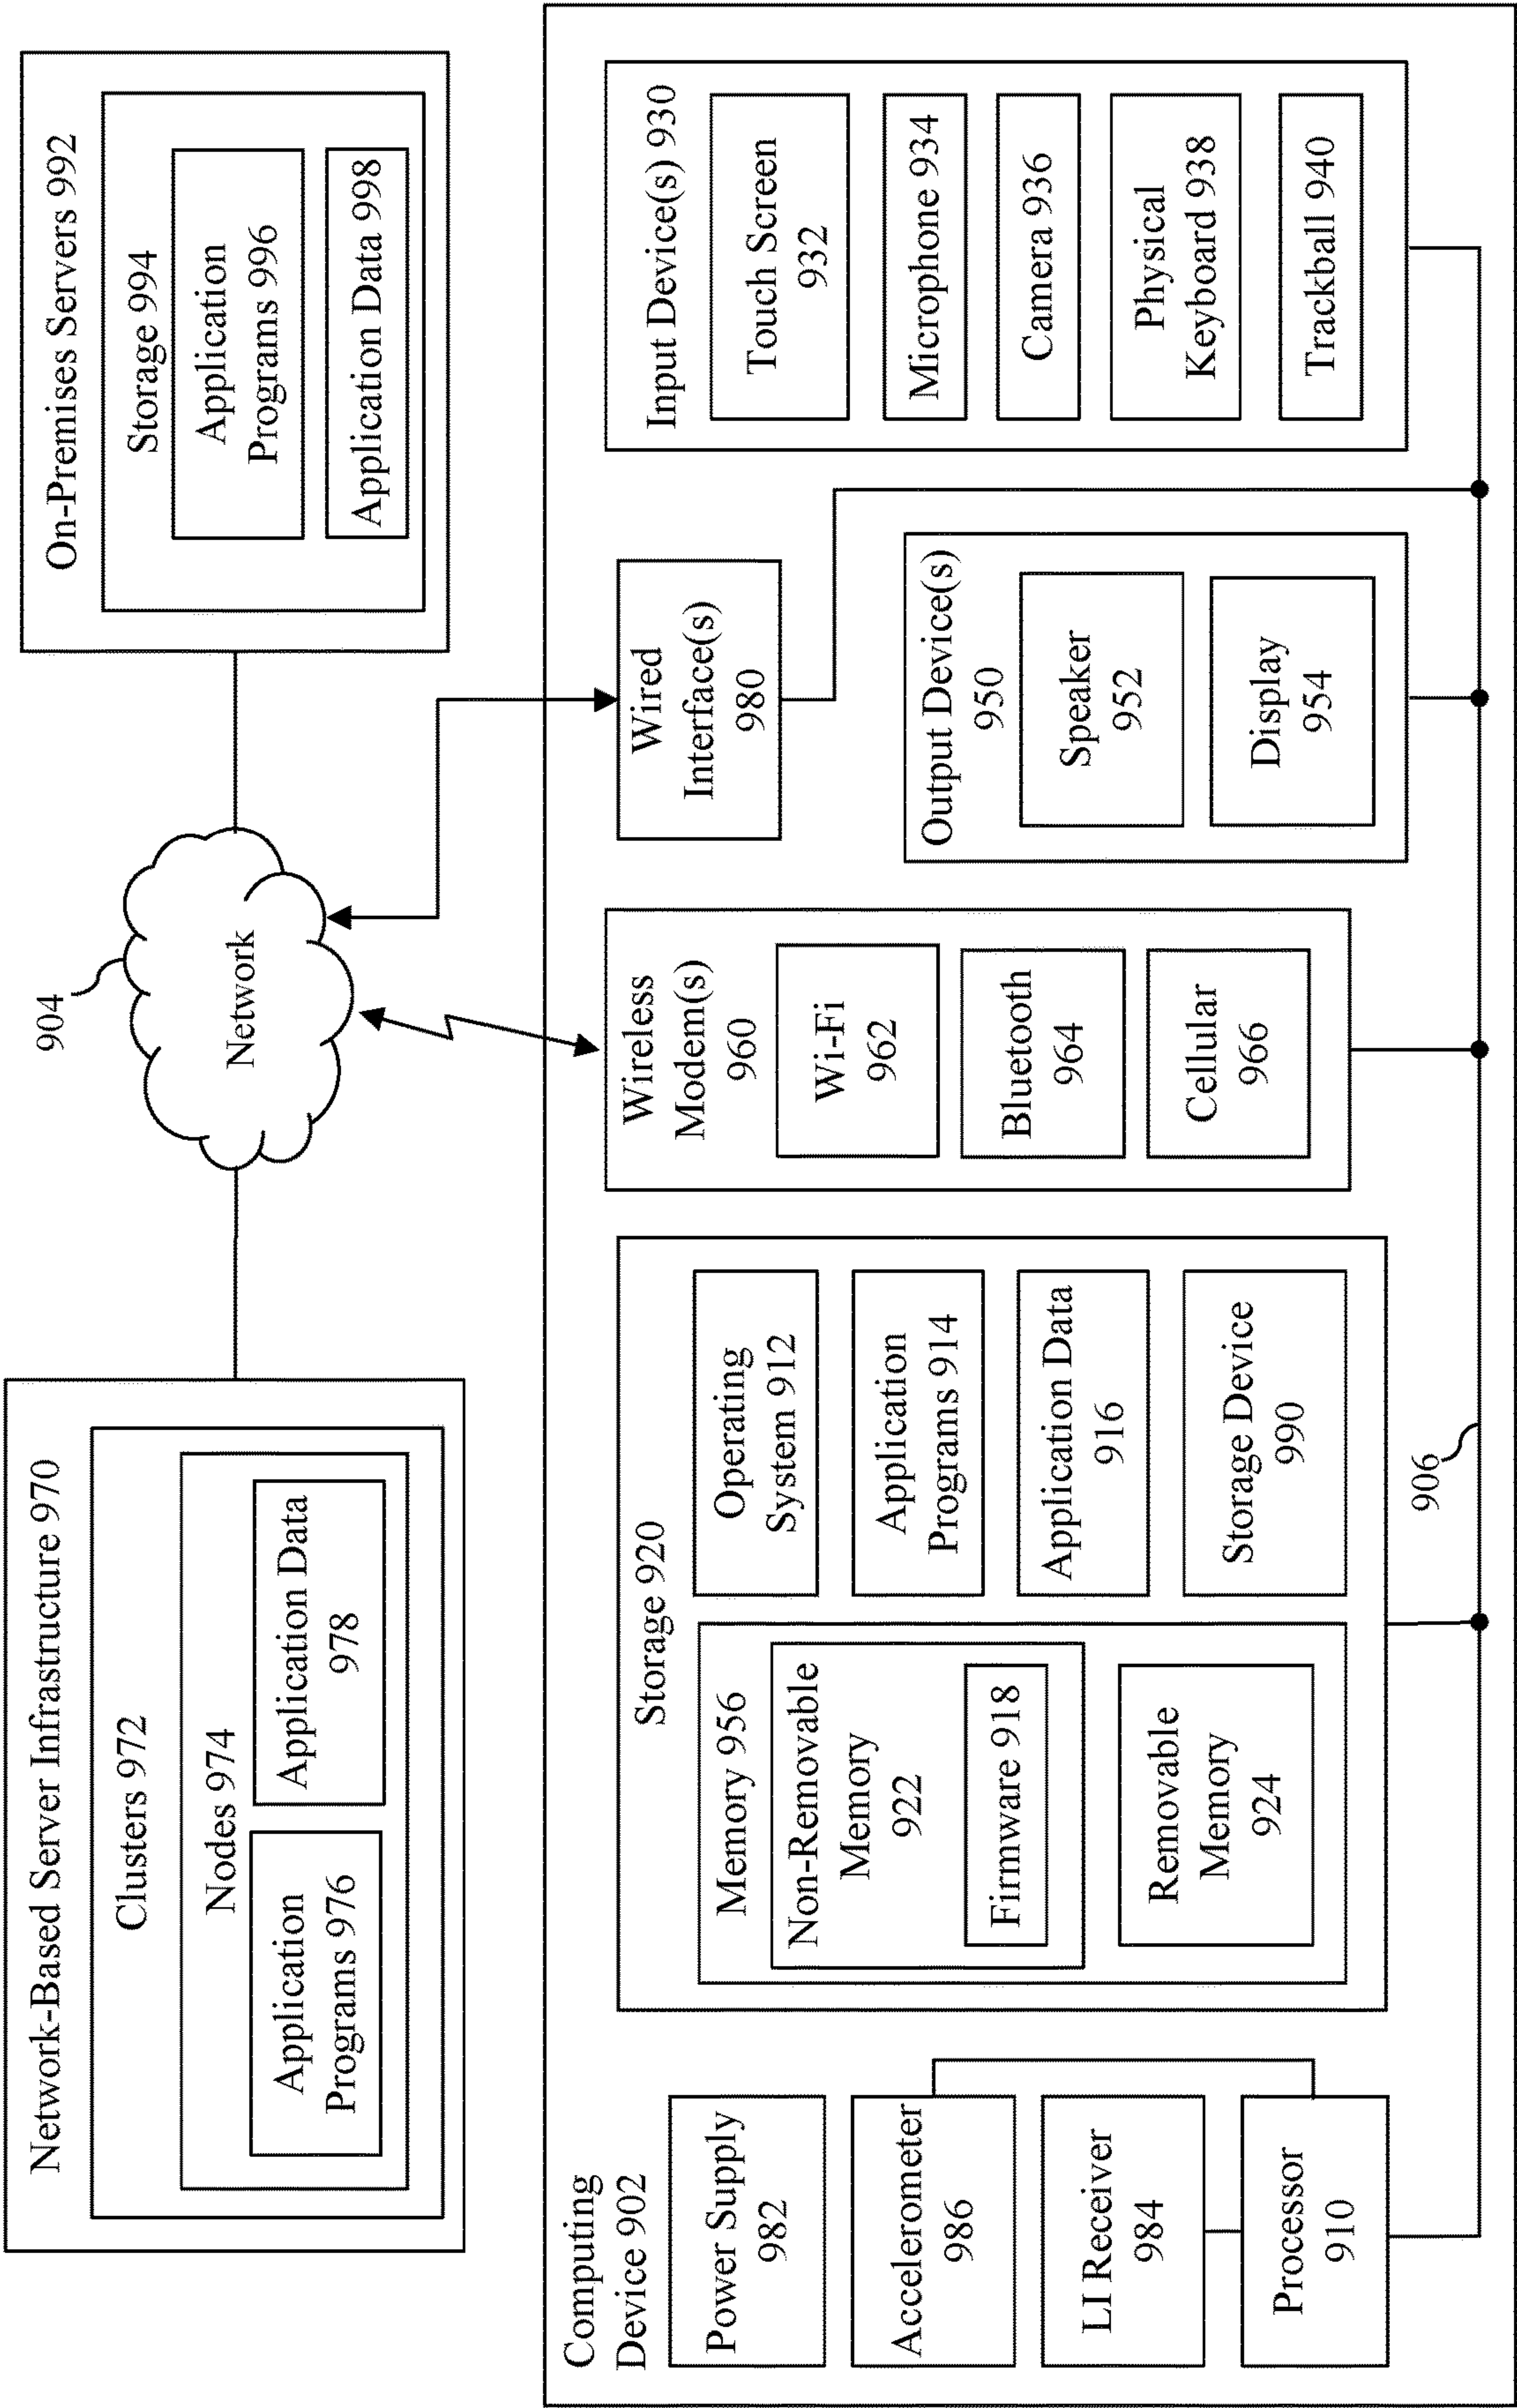 Network-Based Server Infrastructure 970
Clusters 972
Nodes 974
Application
Programs 976
Application Data
978
904
Network
On-Premises Servers 992
Storage 994
Application
Programs 996
Application Data 998
Computing
Device 902
Power Supply
982
Accelerometer
986
LI Receiver
984
Processor
910
Storage 920
Memory 956
Non-Removable
Memory
922
Firmware 918
Removable
Memory
924
Operating
System 912
Application
Programs 914
Application Data
916
Storage Device
990
906
Wireless
Modem(s)
960
Wi-Fi
962
Bluetooth
964
Cellular
966
Wired
Interface(s)
980
Output Device(s)
950
Speaker
952
Display
954
Input Device(s) 930
Touch Screen
932
Microphone 934
Camera 936
Physical
Keyboard 938
Trackball 940